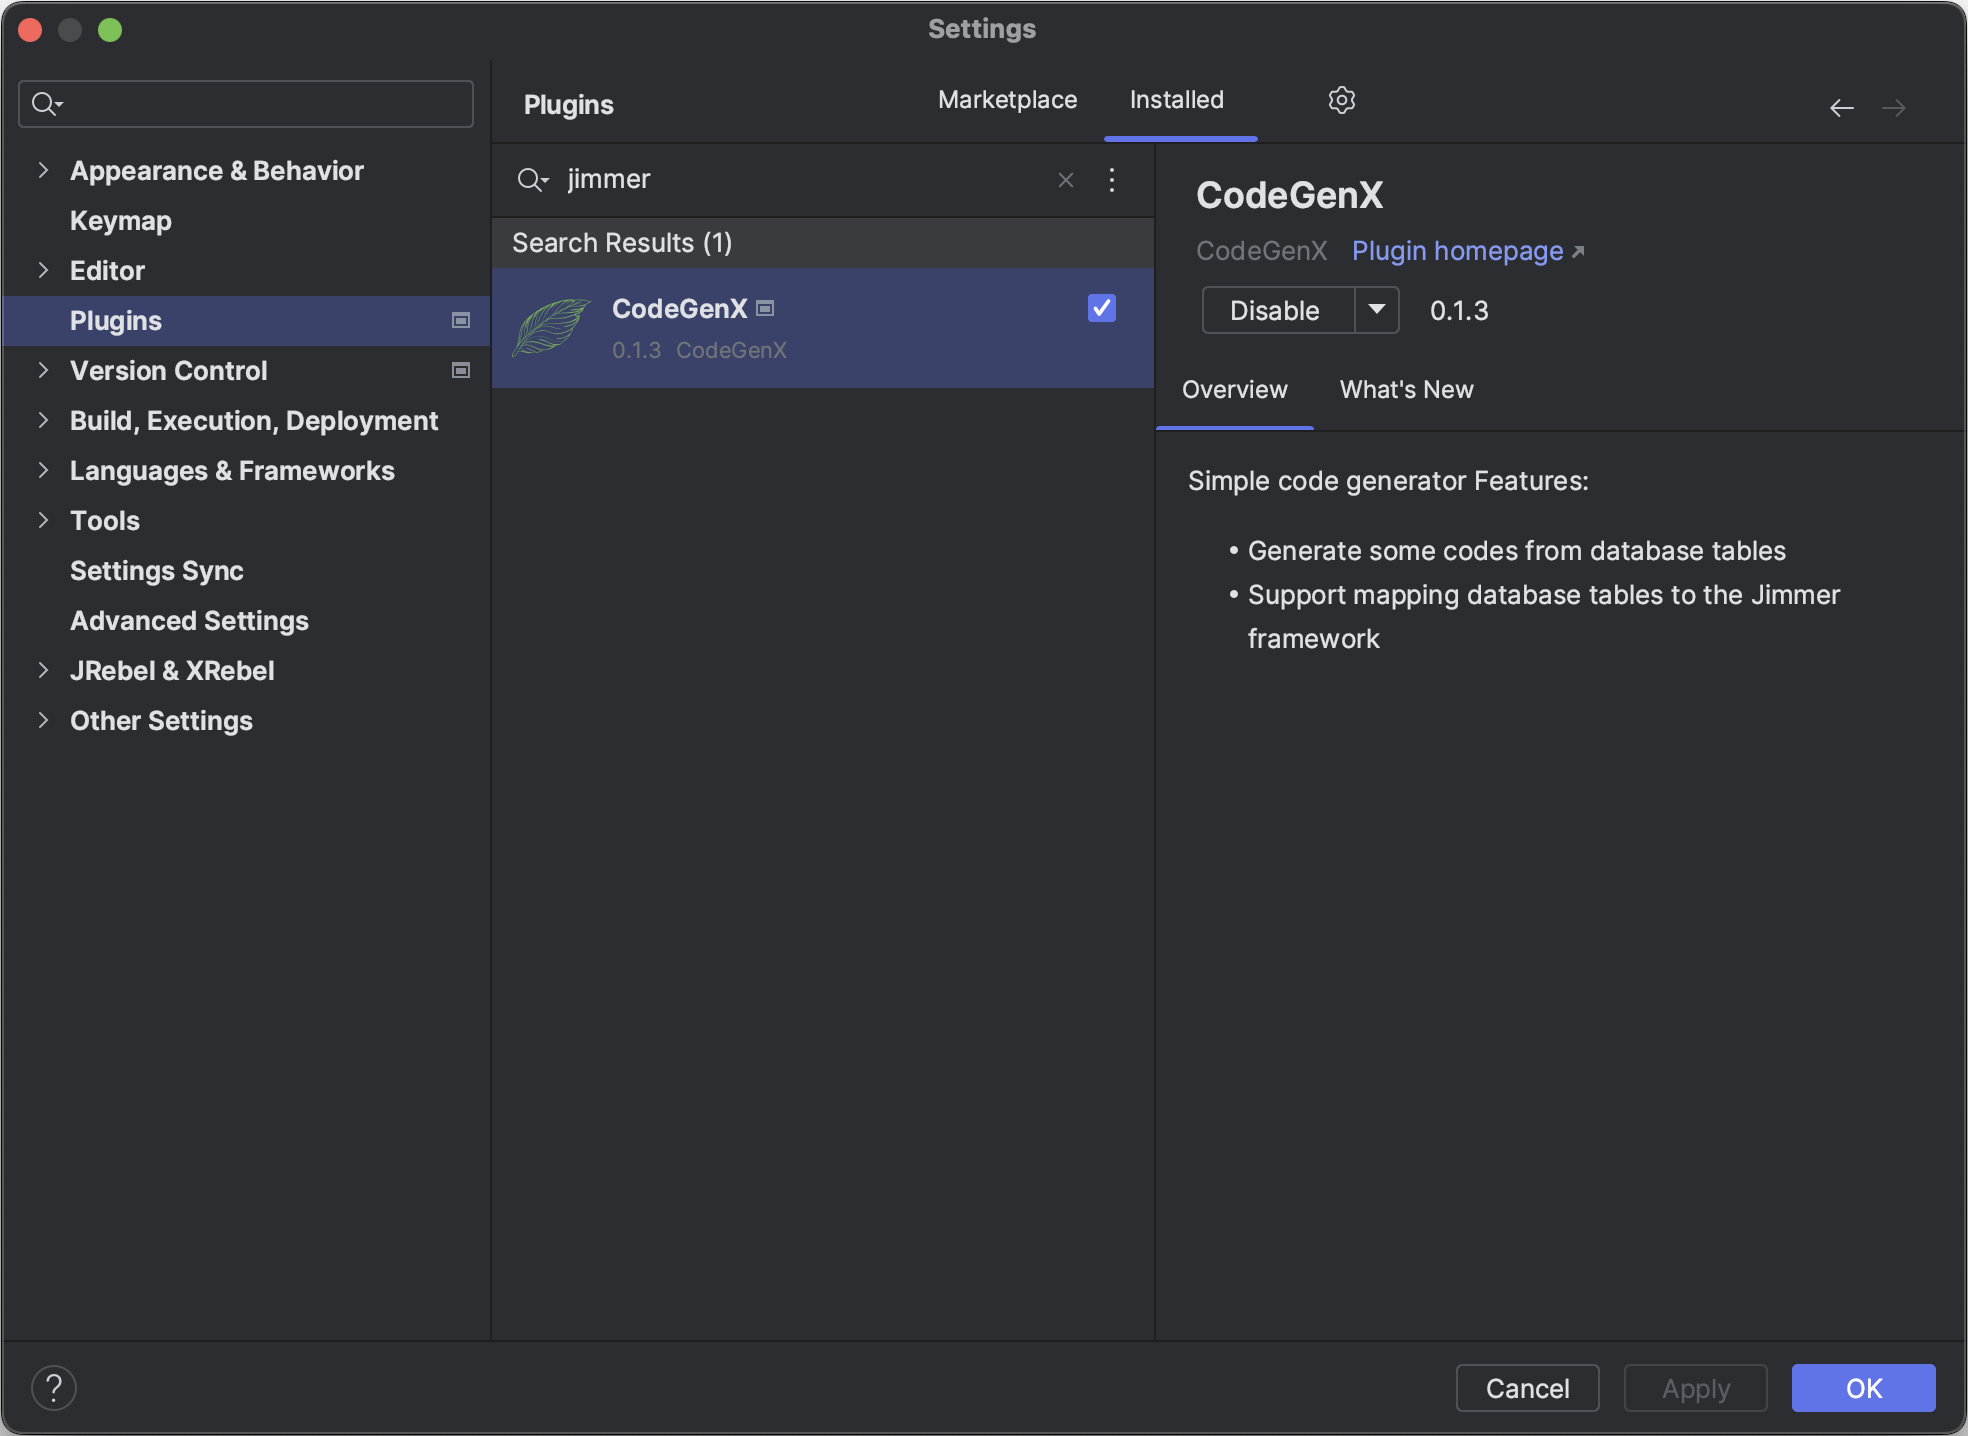 Settings
Appearance & Behavior
Keymap
Editor
Plugins
Version Control
Build, Execution, Deployment
Languages & Frameworks
Tools
Settings Sync
Advanced Settings
JRebel & XRebel
Other Settings
Plugins
Marketplace
Installed
jimmer
Search Results (1)
CodeGenX
0.1.3 CodeGenX
CodeGenX
CodeGenX Plugin homepage
Disable 0.1.3
Overview
What's New
Simple code generator Features:
• Generate some codes from database tables
• Support mapping database tables to the Jimmer
framework
?
Cancel
Apply
OK